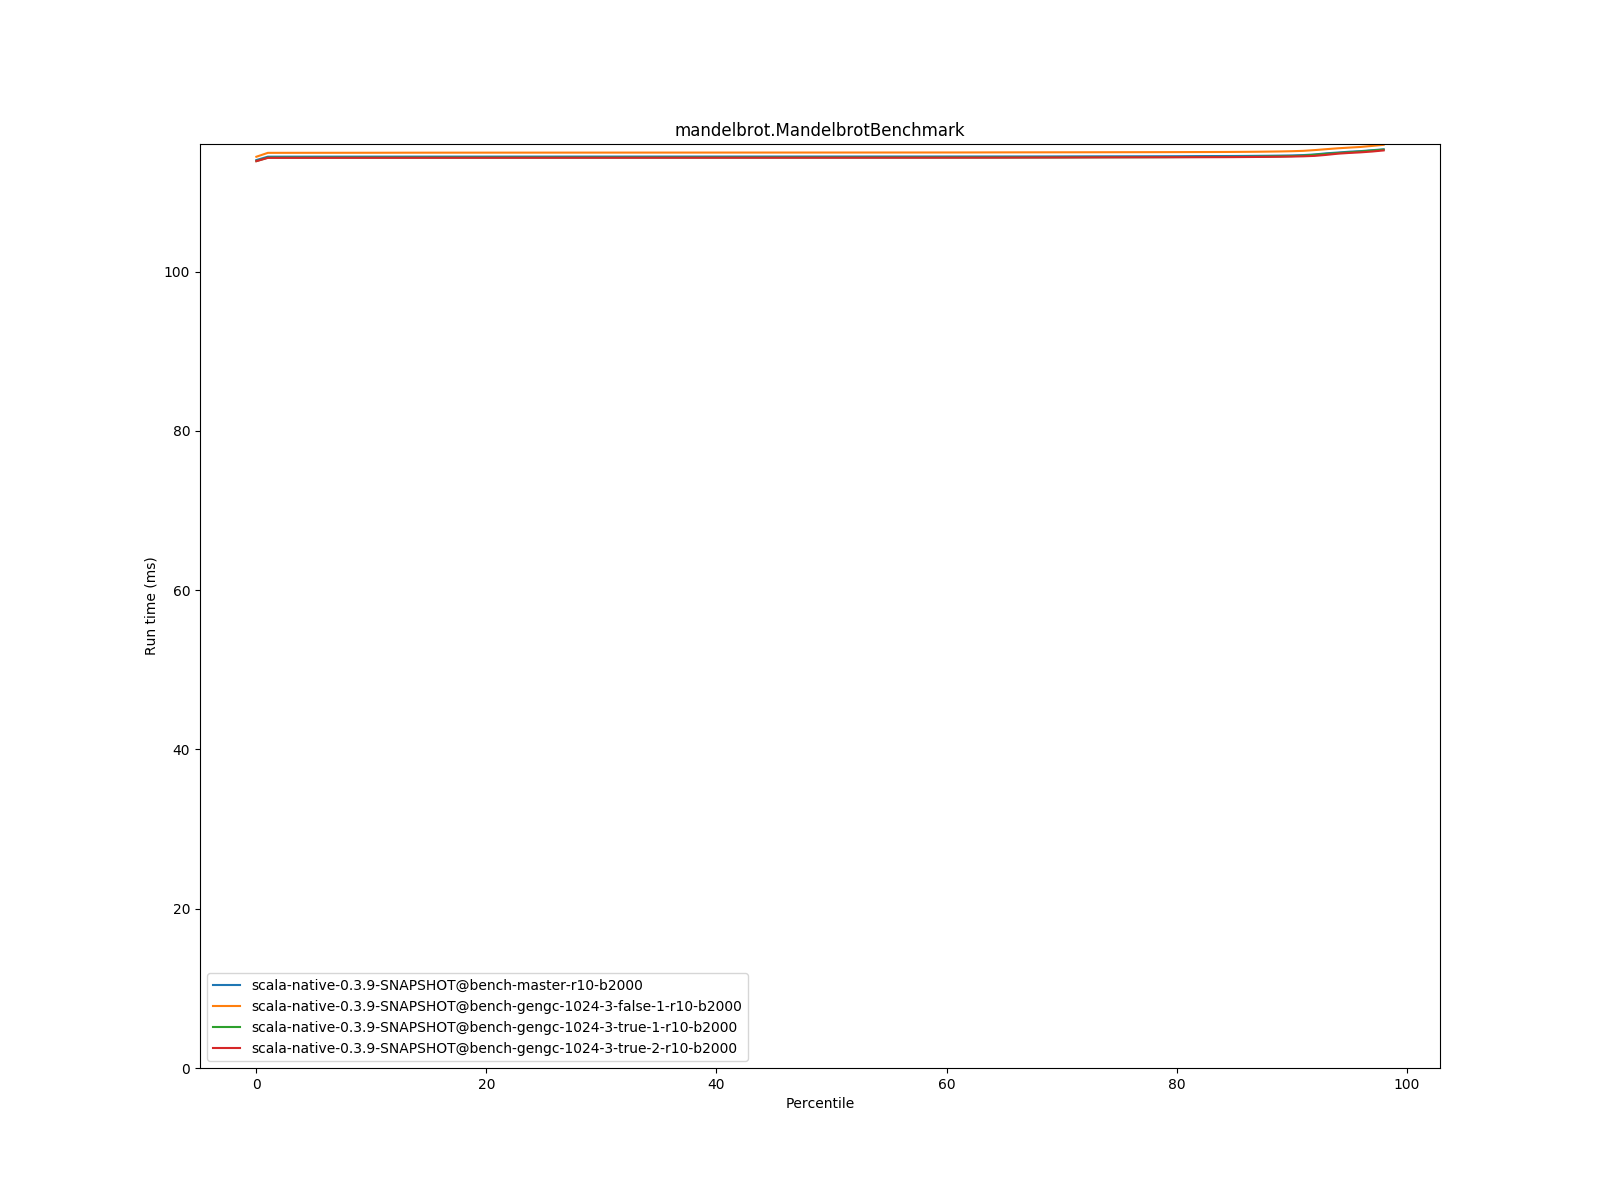 mandelbrot.MandelbrotBenchmark
100
80
60
40
20
0
Run time (ms)
scala-native-0.3.9-SNAPSHOT@bench-master-r10-b2000
scala-native-0.3.9-SNAPSHOT@bench-gengc-1024-3-false-1-r10-b2000
scala-native-0.3.9-SNAPSHOT@bench-gengc-1024-3-true-1-r10-b2000
scala-native-0.3.9-SNAPSHOT@bench-gengc-1024-3-true-2-r10-b2000
0 20 40 60 80 100
Percentile